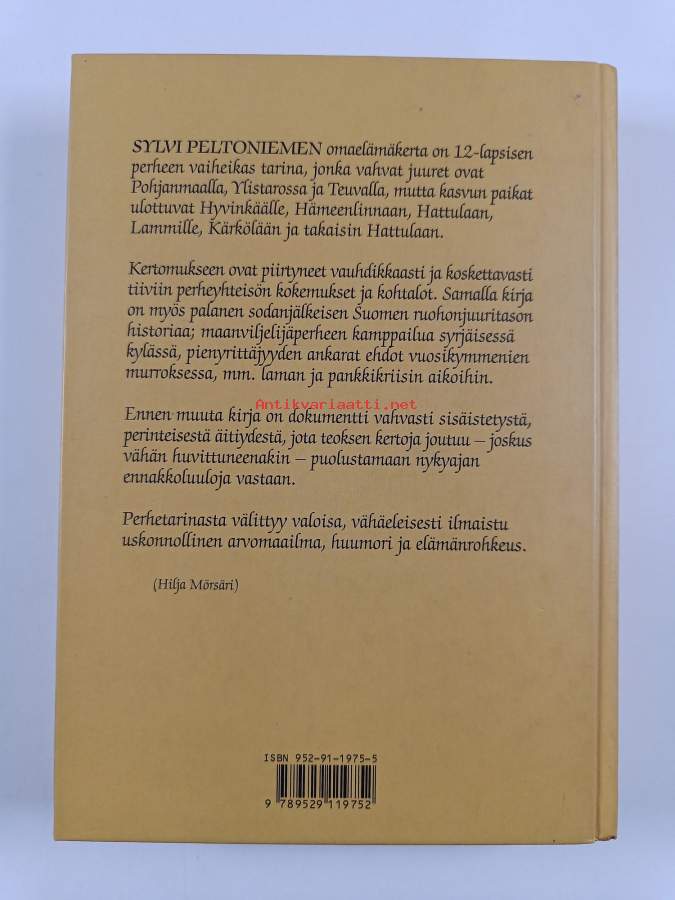 SYLVI PELTONIEMEN omaelämäkerta on 12-lapsisen
perheen vaiheikas tarina, jonka vahvat juuret ovat
Pohjanmaalla, Ylistarossa ja Teuvalla, mutta kasvun paikat
ulottuvat Hyvinkäälle, Hämeenlinnaan, Hattulaan,
Lammille, Kärkölään ja takaisin Hattulaan.
Kertomukseen ovat piirtyneet vauhdikkaasti ja koskettavasti
tiiviin perheyhteisön kokemukset ja kohtalot. Samalla kirja
on myös palanen sodanjälkeisen Suomen ruohonjuuritason
historiaa; maanviljelijäperheen kamppailua syrjäisessä
kylässä, pienyrittäjyyden ankarat ehdot vuosikymmenien
murroksessa, mm. laman ja pankkikriisin aikoihin.
Antikvariaatti.net
Ennen muuta kirja on dokumentti vahvasti sisäistetystä,
perinteisestä äitiydestä, jota teoksen kertoja joutuu – joskus
vähän huvittuneenakin – puolustamaan nykyajan
ennakkoluuloja vastaan.
Perhetarinasta välittyy valoisa, vähäeleisesti ilmaistu
uskonnollinen arvomaailma, huumori ja elämänrohkeus.
(Hilja Mörsäri)
ISBN 952-91-1975-5
9 789529 119752